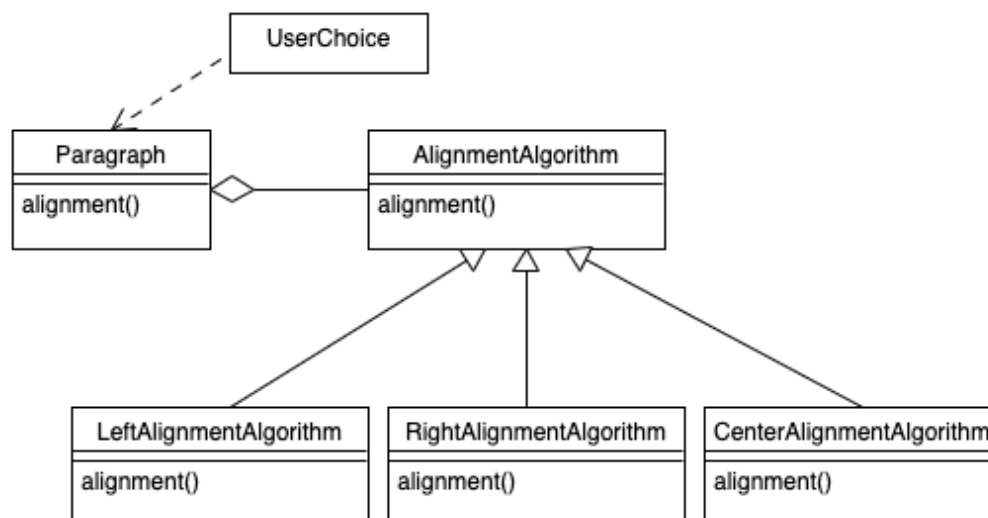 UserChoice
Paragraph
alignment()
AlignmentAlgorithm
alignment()
LeftAlignmentAlgorithm
alignment()
RightAlignmentAlgorithm
alignment()
CenterAlignmentAlgorithm
alignment()